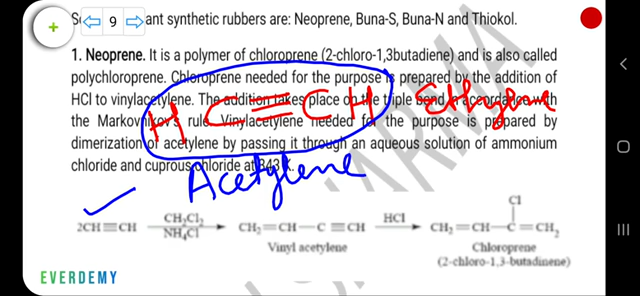 S
9
ant synthetic rubbers are: Neoprene, Buna-S, Buna-N and Thiokol.
1. Neoprene. It is a polymer of chloroprene (2-chloro-1,3butadiene) and is also called
polychloroprene. Chloroprene needed for the purpose is prepared by the addition of
HCl to vinylacetylene. The addition takes place on the triple bond in accordance with
the Markovnikov's rule. Vinylacetylene needed for the purpose is prepared by
dimerization of acetylene by passing it through an aqueous solution of ammonium
chloride and cuprous chloride at 343 K.
H C≡CH Ethylene
Acetylene
2CH≡CH CH2Cl2 NH4Cl CH2=CH–C≡CH HCl CH2=CH–C=CH2
Cl
Vinyl acetylene
Chloroprene
(2-chloro-1,3-butadinene)
EVERDEMY